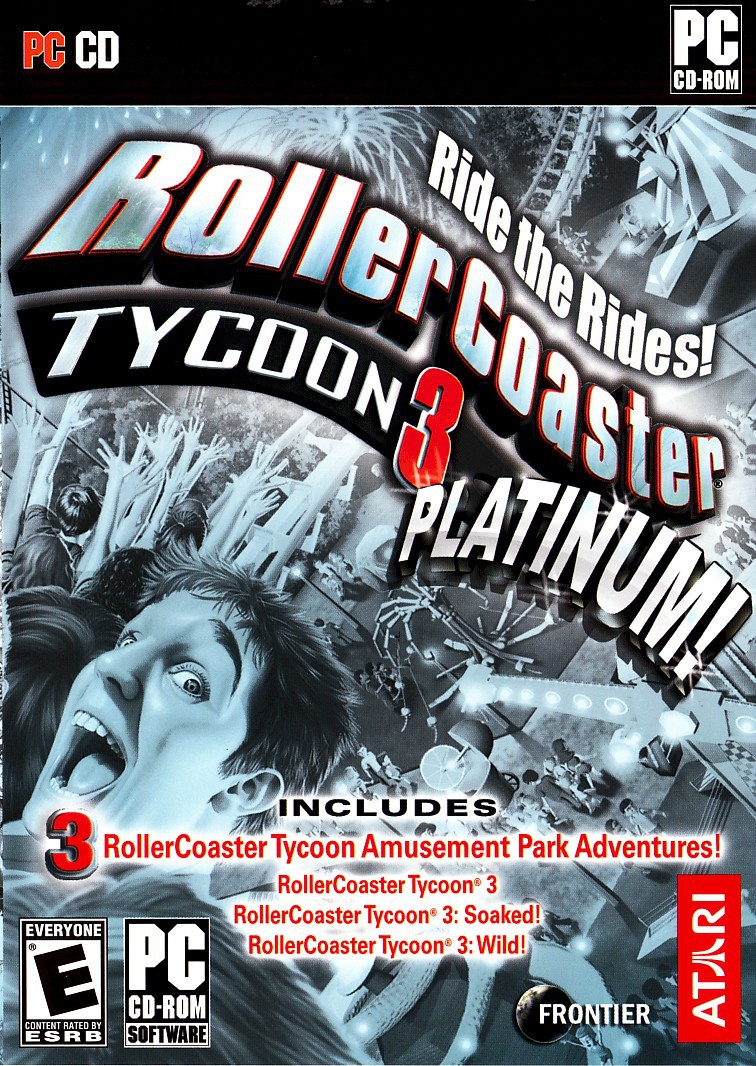 PC CD
PC
CD-ROM
Ride the Rides!
RollerCoaster®
TYCOON 3
PLATINUM!
INCLUDES
3 RollerCoaster Tycoon Amusement Park Adventures!
RollerCoaster Tycoon® 3
RollerCoaster Tycoon® 3: Soaked!
RollerCoaster Tycoon® 3: Wild!
EVERYONE
E®
CONTENT RATED BY
ESRB
PC
CD-ROM
SOFTWARE
FRONTIER
ATARI